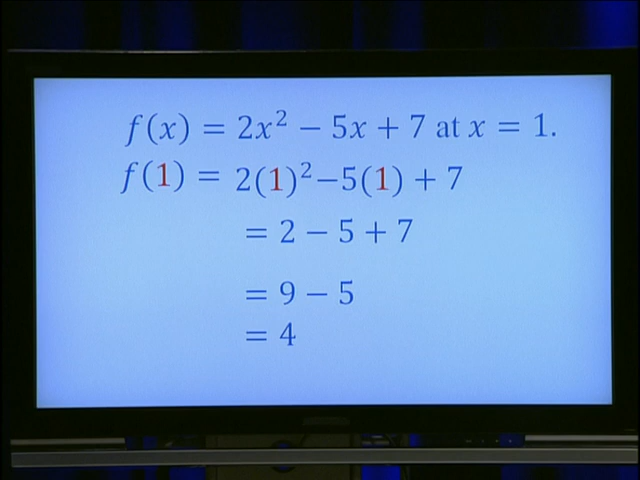 f(x) = 2x² − 5x + 7 at x = 1.
f(1) = 2(1)²−5(1) + 7
= 2 − 5 + 7
= 9 − 5
= 4